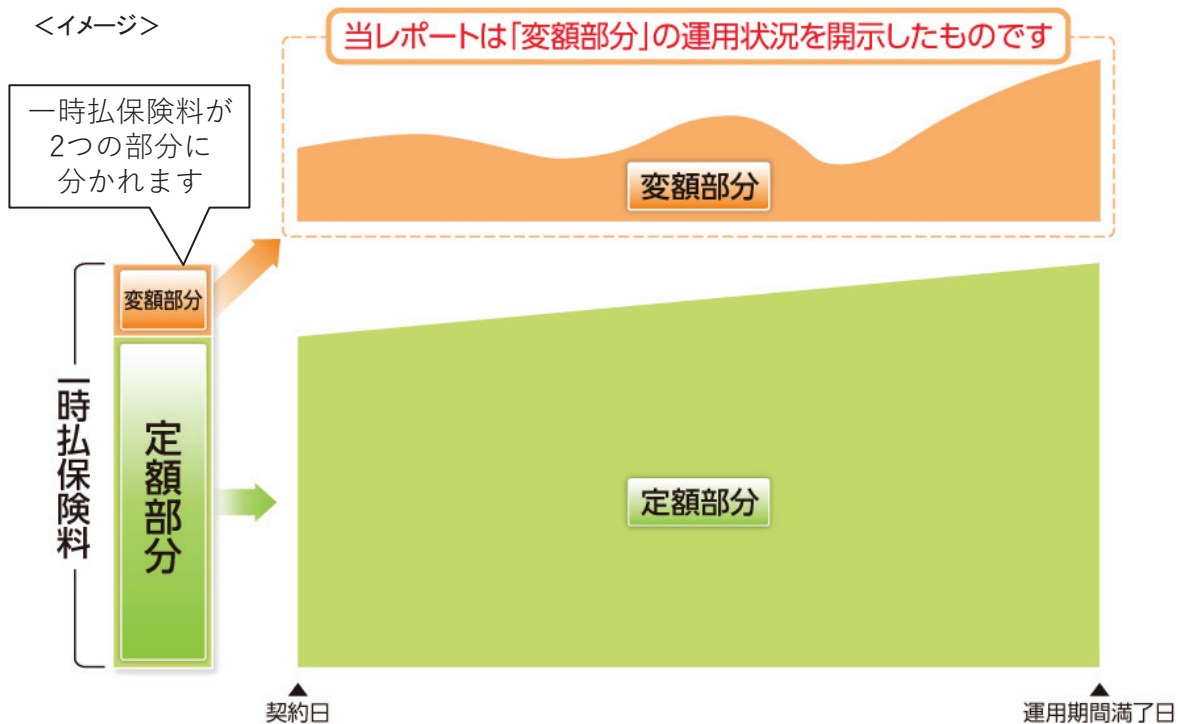 ＜イメージ＞
当レポートは「変額部分」の運用状況を開示したものです
一時払保険料が
2つの部分に
分かれます
変額部分
変額部分
一時払保険料
定額部分
定額部分
契約日
運用期間満了日